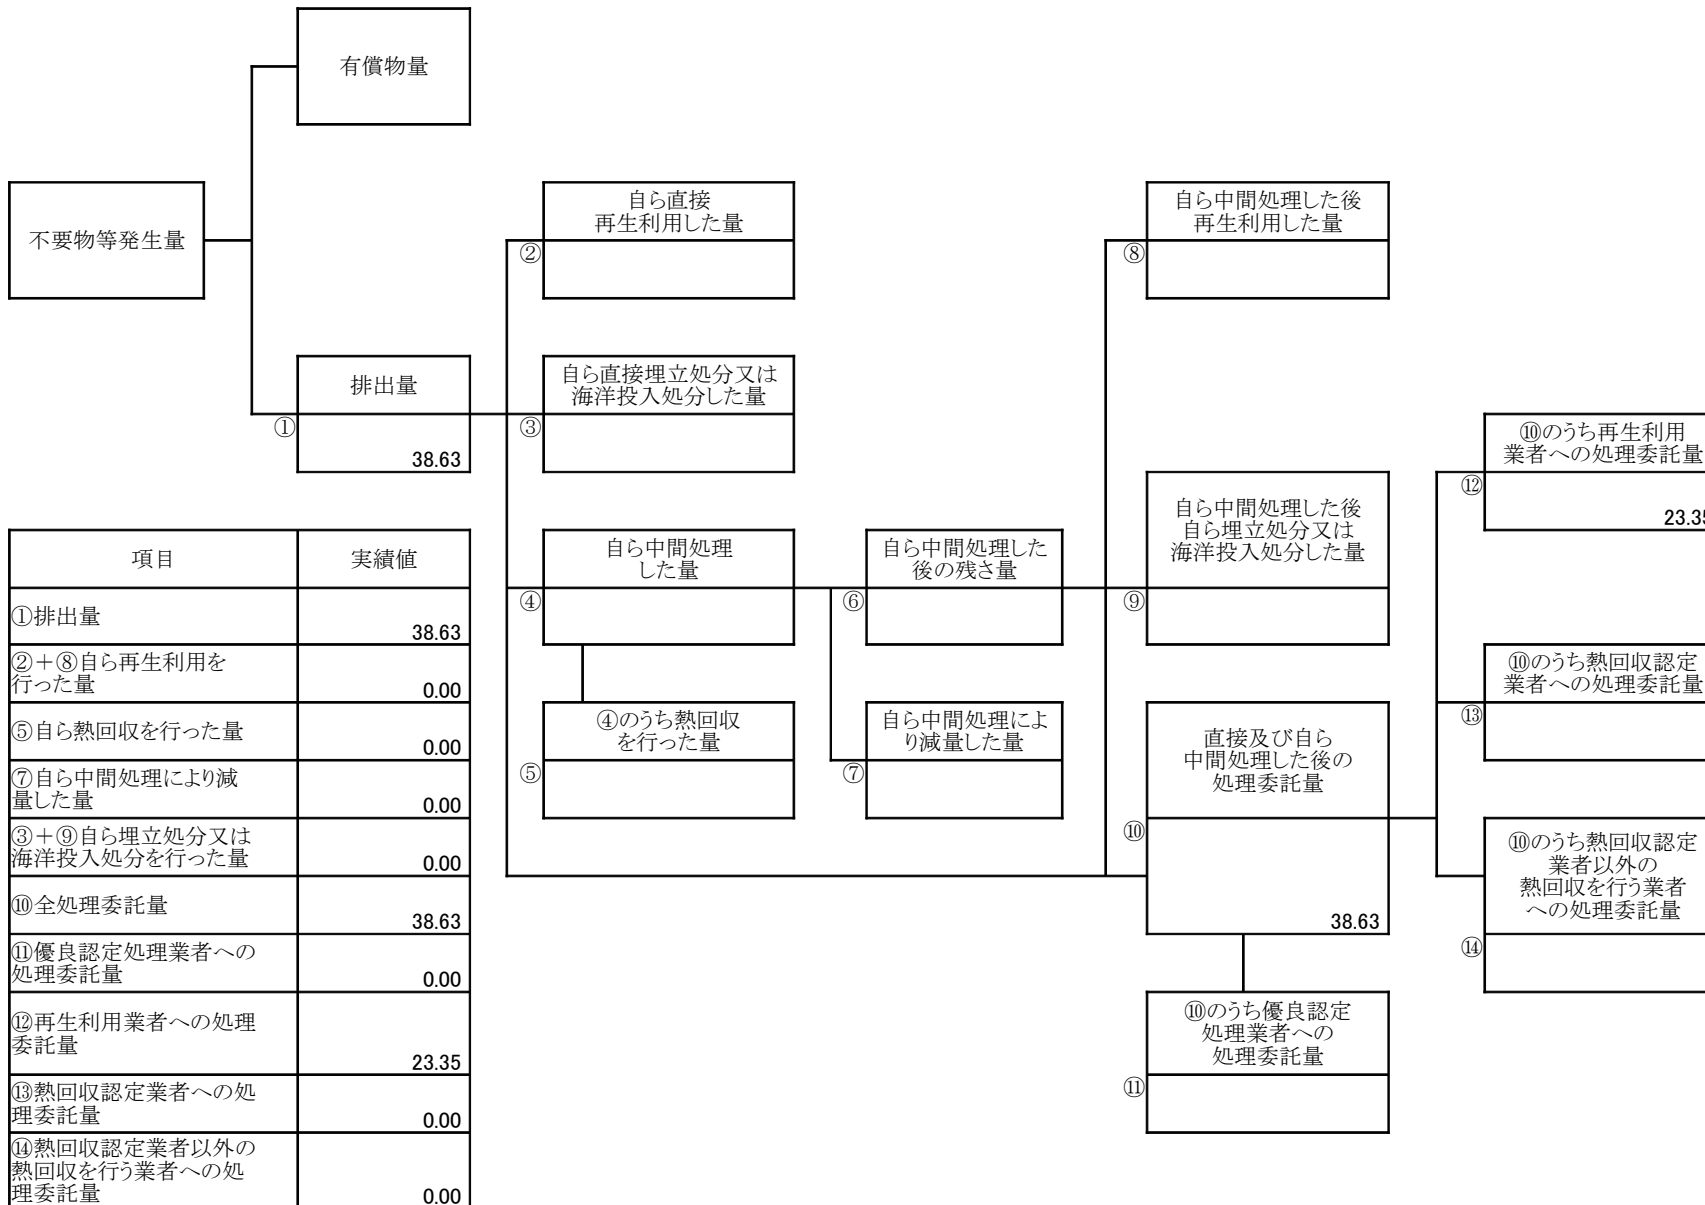 有償物量
不要物等発生量
自ら直接
再生利用した量
②
自ら中間処理した後
再生利用した量
⑧
排出量
①
38.63
自ら直接埋立処分又は
海洋投入処分した量
③
⑩のうち再生利用
業者への処理委託量
⑫
23.35
自ら中間処理
した量
④
自ら中間処理した
後の残さ量
⑥
自ら中間処理した後
自ら埋立処分又は
海洋投入処分した量
⑨
⑩のうち熱回収認定
業者への処理委託量
⑬
④のうち熱回収
を行った量
⑤
自ら中間処理によ
り減量した量
⑦
直接及び自ら
中間処理した後の
処理委託量
⑩
38.63
⑩のうち熱回収認定
業者以外の
熱回収を行う業者
への処理委託量
⑭
⑩のうち優良認定
処理業者への
処理委託量
⑪
項目 実績値
①排出量
38.63
②+⑧自ら再生利用を
行った量
0.00
⑤自ら熱回収を行った量
0.00
⑦自ら中間処理により減
量した量
0.00
③+⑨自ら埋立処分又は
海洋投入処分を行った量
0.00
⑩全処理委託量
38.63
⑪優良認定処理業者への
処理委託量
0.00
⑫再生利用業者への処理
委託量
23.35
⑬熱回収認定業者への処
理委託量
0.00
⑭熱回収認定業者以外の
熱回収を行う業者への処
理委託量
0.00